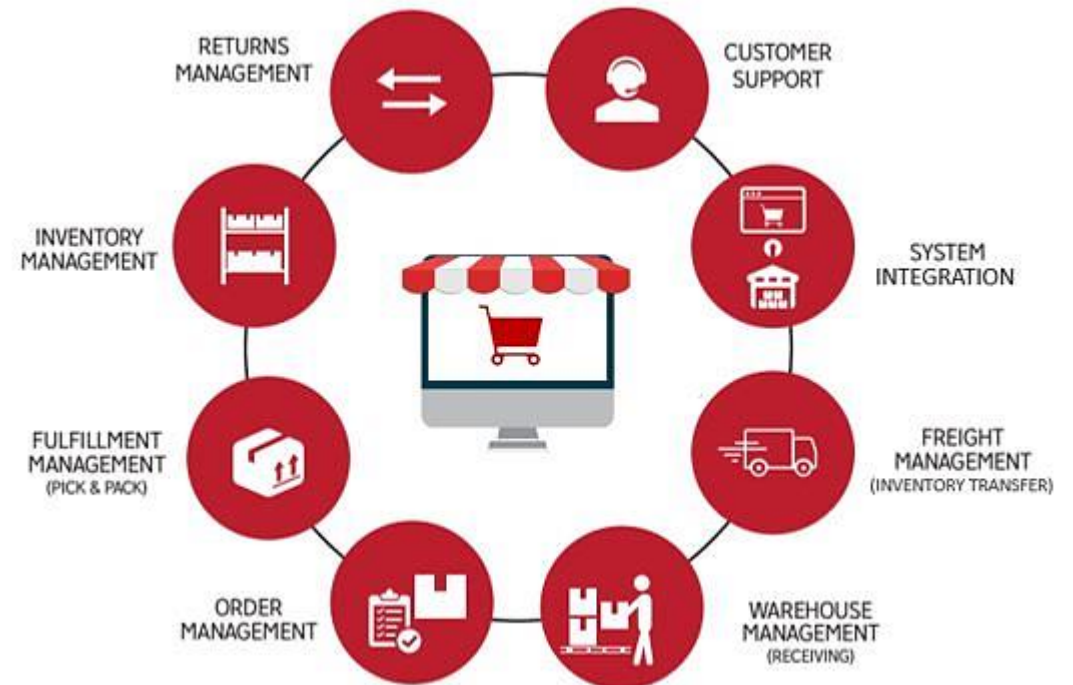 RETURNS
MANAGEMENT
CUSTOMER
SUPPORT
INVENTORY
MANAGEMENT
SYSTEM
INTEGRATION
FULFILLMENT
MANAGEMENT
(PICK & PACK)
FREIGHT
MANAGEMENT
(INVENTORY TRANSFER)
ORDER
MANAGEMENT
WAREHOUSE
MANAGEMENT
(RECEIVING)